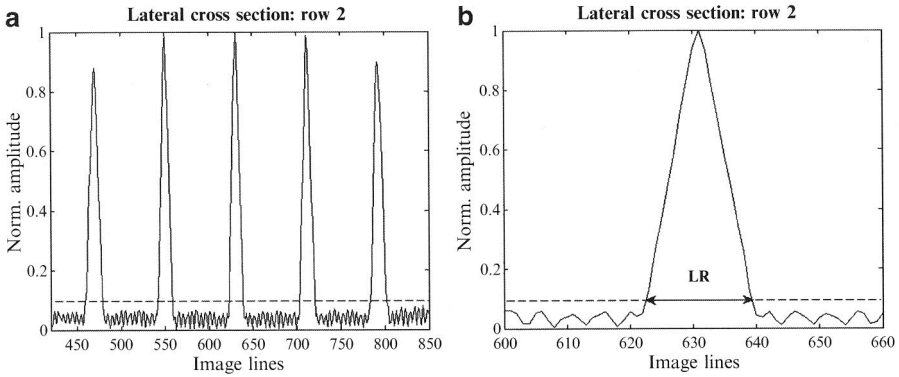 a
Lateral cross section: row 2
1
0.8
0.6
0.4
0.2
0
Norm. amplitude
450 500 550 600 650 700 750 800 850
Image lines
b
Lateral cross section: row 2
1
0.8
0.6
0.4
0.2
0
Norm. amplitude
LR
600 610 620 630 640 650 660
Image lines